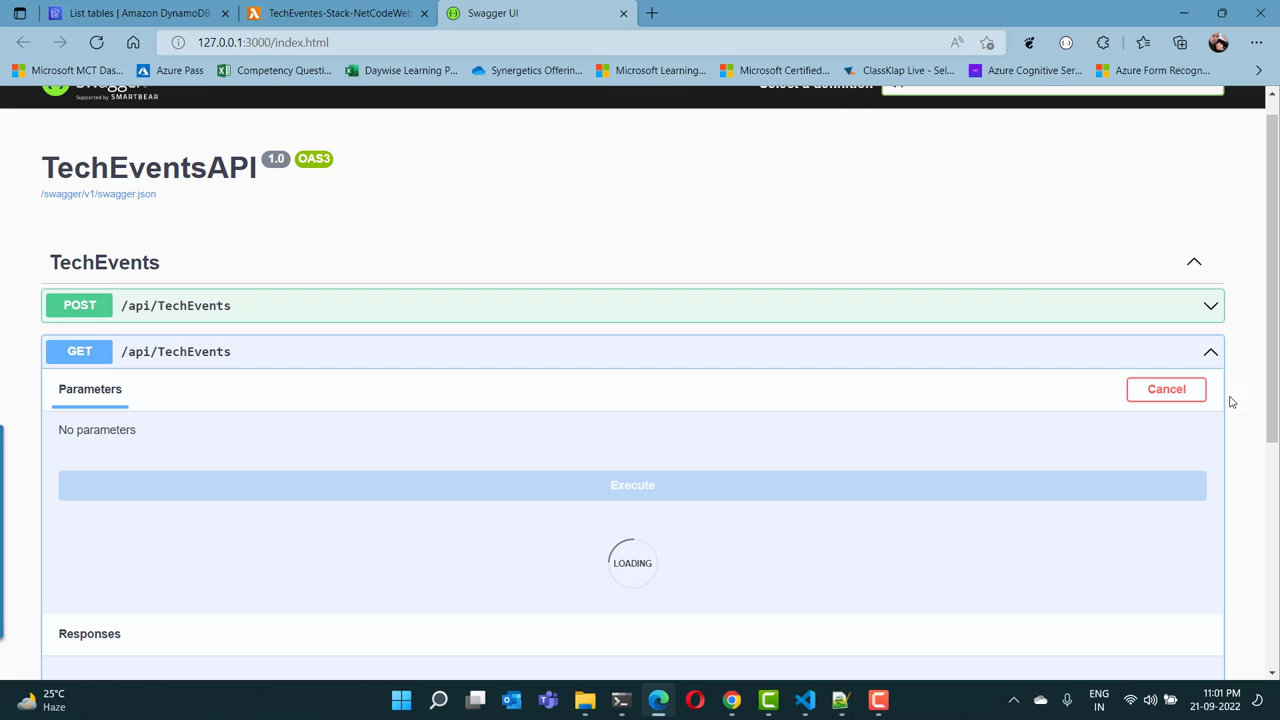 List tables | Amazon DynamoDB
TechEventes-Stack-NetCodeWeb
Swagger UI
127.0.0.1:3000/index.html
Microsoft MCT Das...
Azure Pass
Competency Questi...
Daywise Learning P...
Synergetics Offerin...
Microsoft Learning...
Microsoft Certified...
ClassKlap Live - Sel...
Azure Cognitive Ser...
Azure Form Recogn...
Supported by SMARTBEAR
Select a definition
TechEventsAPI 1.0 OAS3
/swagger/v1/swagger.json
TechEvents
POST /api/TechEvents
GET /api/TechEvents
Parameters
Cancel
No parameters
Execute
LOADING
Responses
25°C
Haze
ENG
IN
11:01 PM
21-09-2022